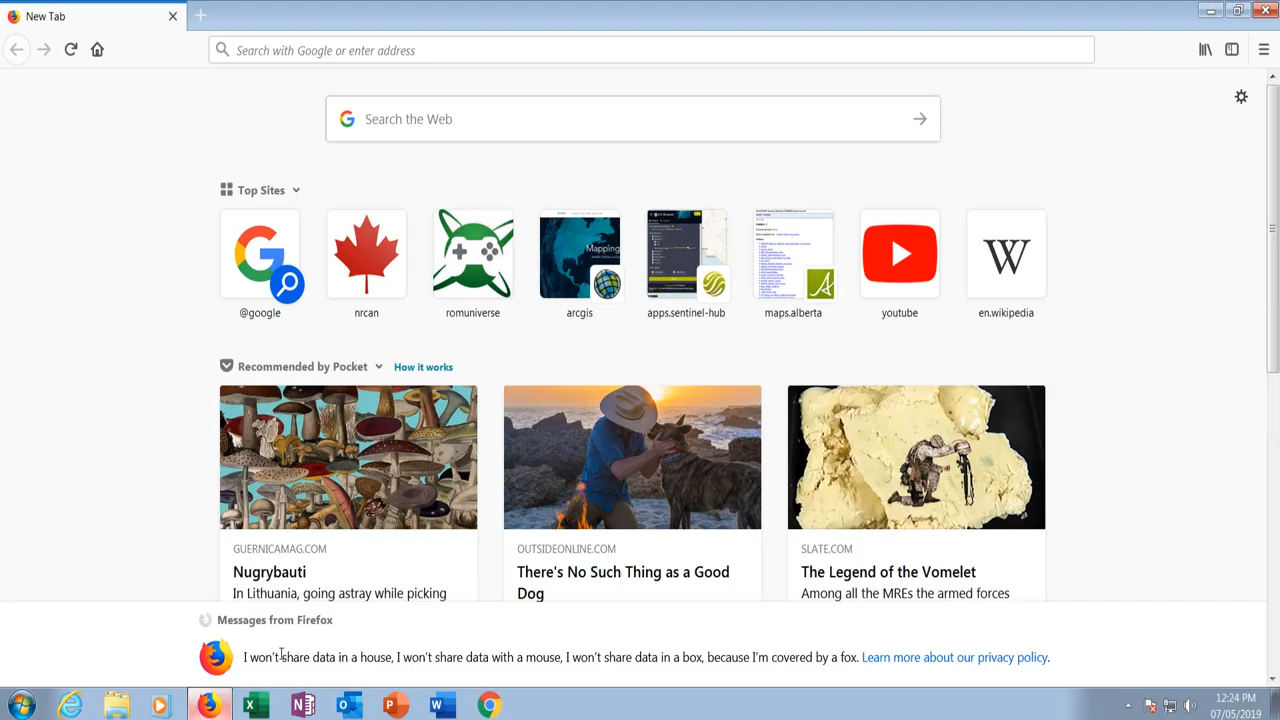 New Tab
Search with Google or enter address
Search the Web
Top Sites
@google
nrcan
romuniverse
Mapping
arcgis
apps.sentinel-hub
maps.alberta
youtube
W
en.wikipedia
Recommended by Pocket
How it works
GUERNICAMAG.COM
Nugrybauti
In Lithuania, going astray while picking
OUTSIDEONLINE.COM
There's No Such Thing as a Good
Dog
SLATE.COM
The Legend of the Vomelet
Among all the MREs the armed forces
Messages from Firefox
I won't share data in a house, I won't share data with a mouse, I won't share data in a box, because I'm covered by a fox. Learn more about our privacy policy.
12:24 PM
07/05/2019